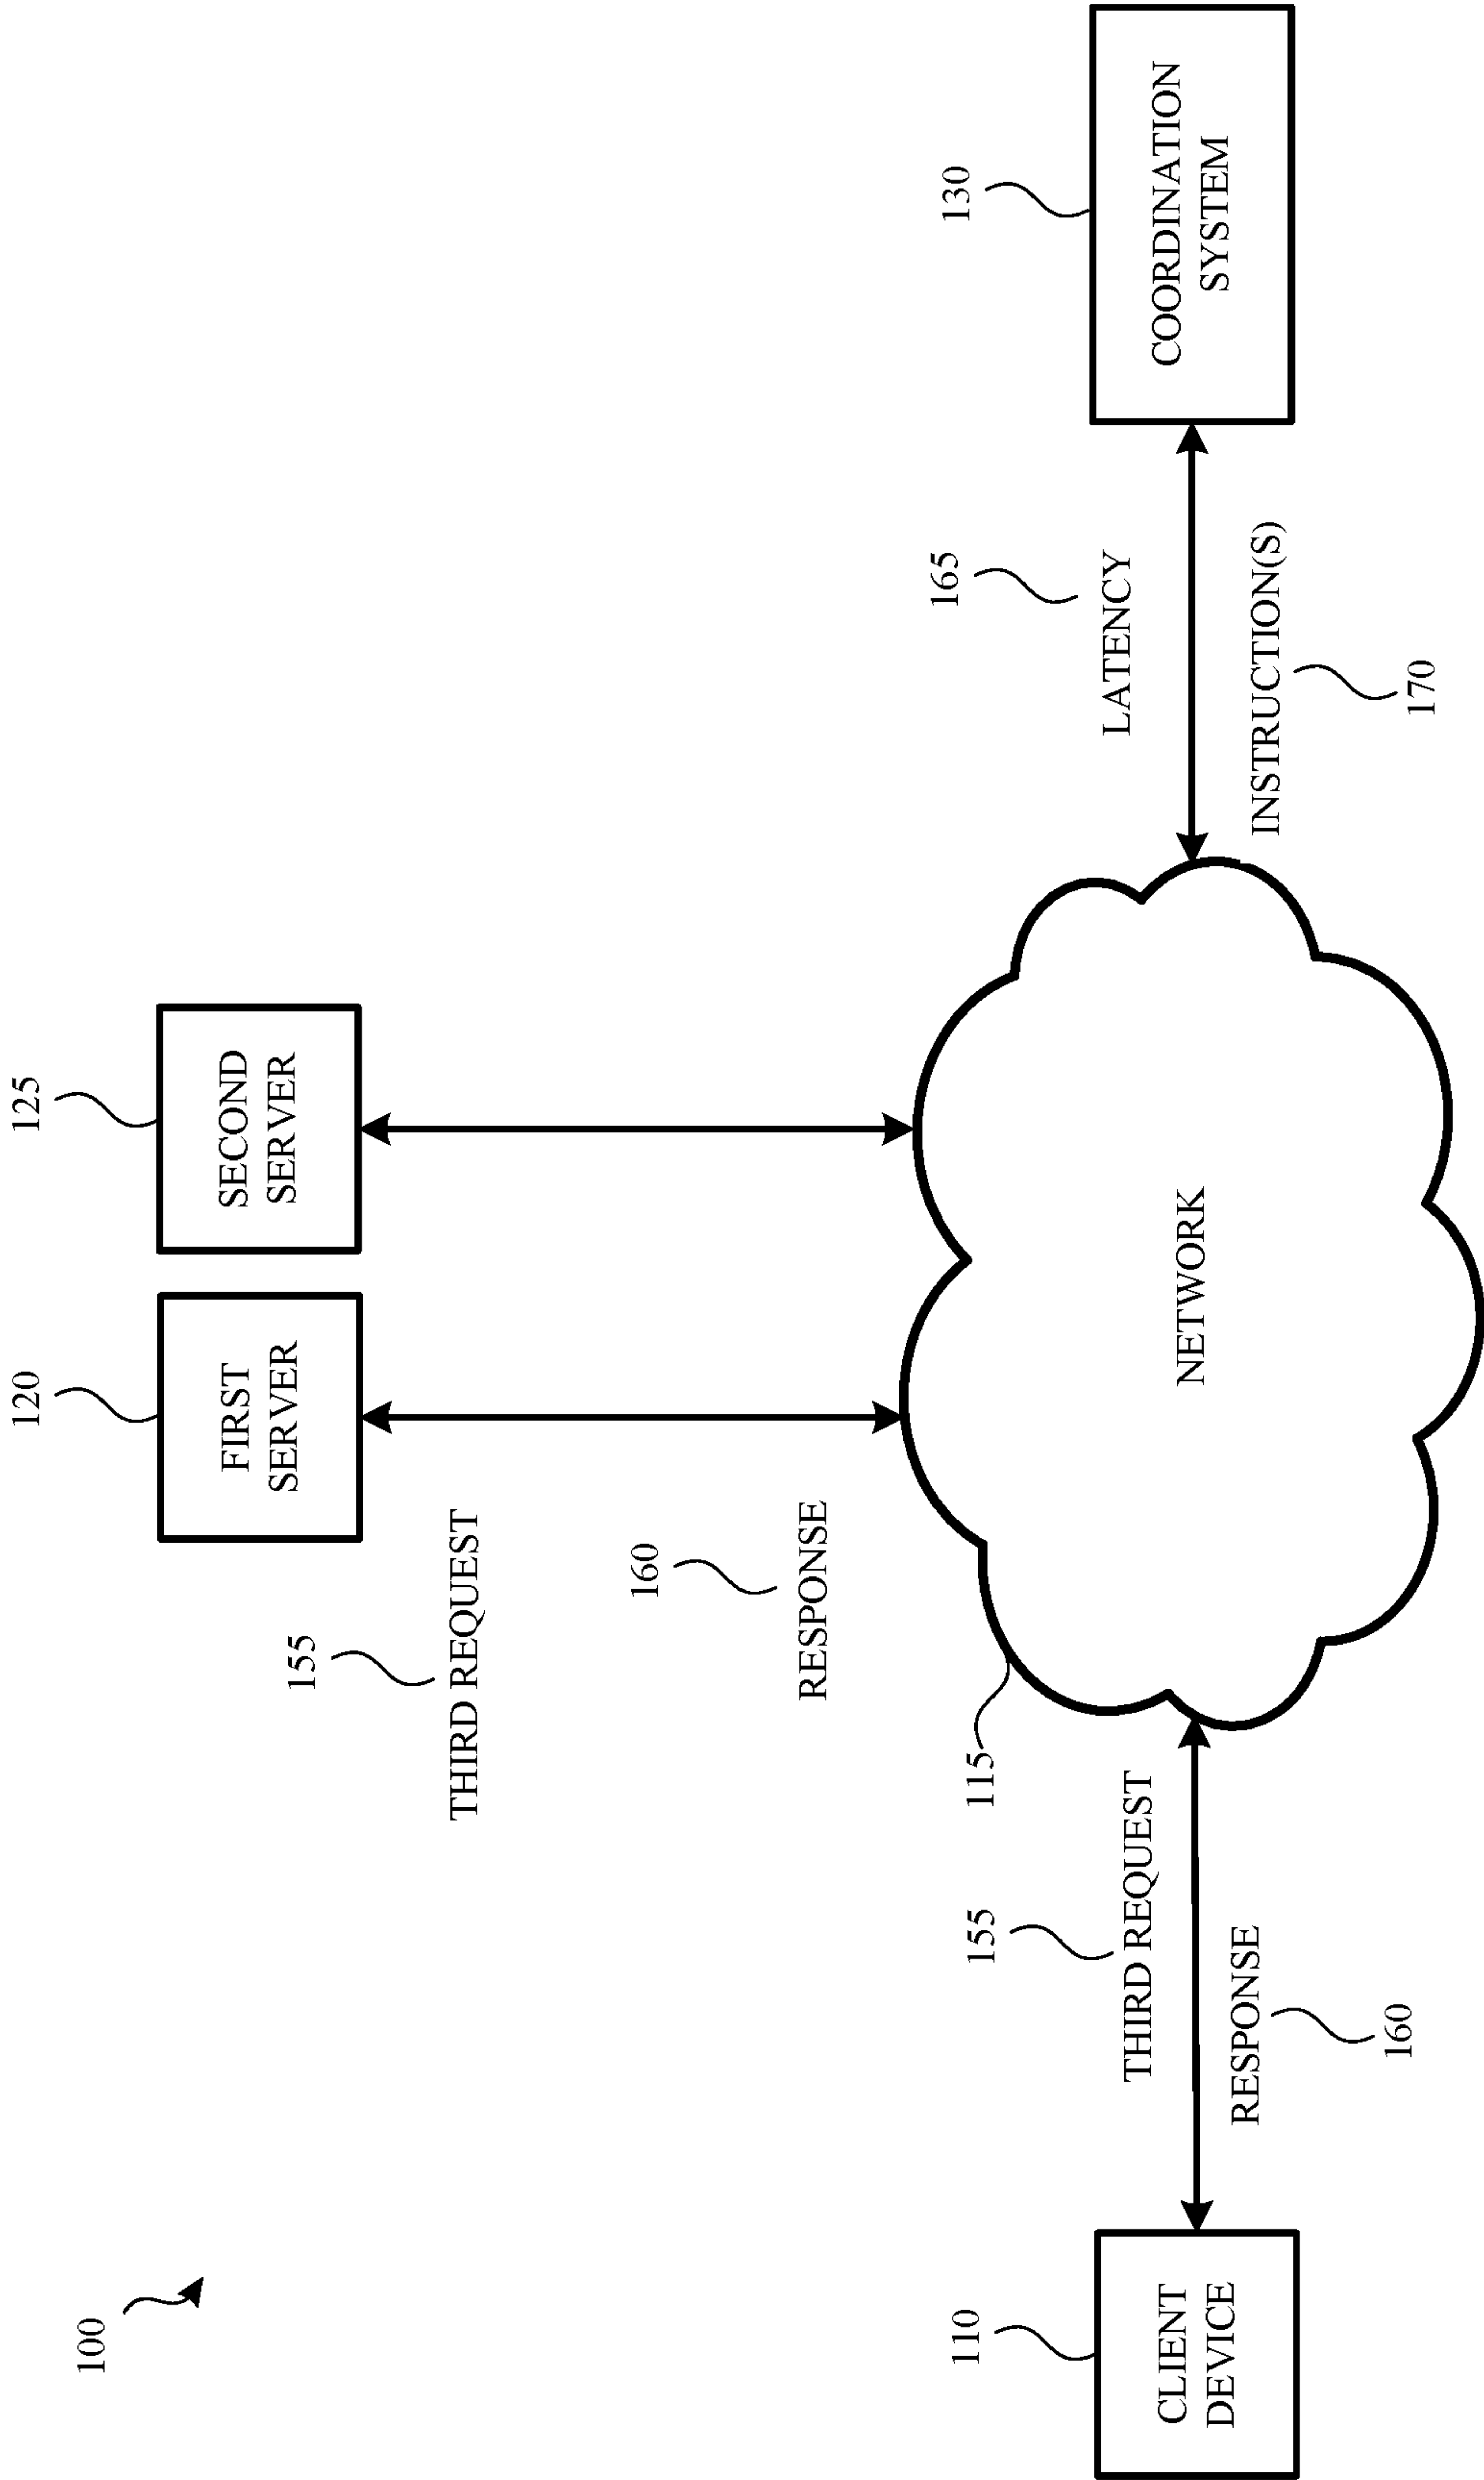 100
120
125
FIRST
SERVER
SECOND
SERVER
155
THIRD REQUEST
160
RESPONSE
110
CLIENT
DEVICE
155
THIRD REQUEST
RESPONSE
160
115
NETWORK
165
LATENCY
INSTRUCTION(S)
170
130
COORDINATION
SYSTEM